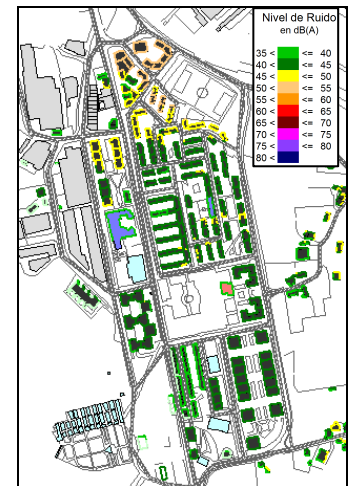 Nivel de Ruido
en dB(A)
35 < <= 40
40 < <= 45
45 < <= 50
50 < <= 55
55 < <= 60
60 < <= 65
65 < <= 70
70 < <= 75
75 < <= 80
80 <